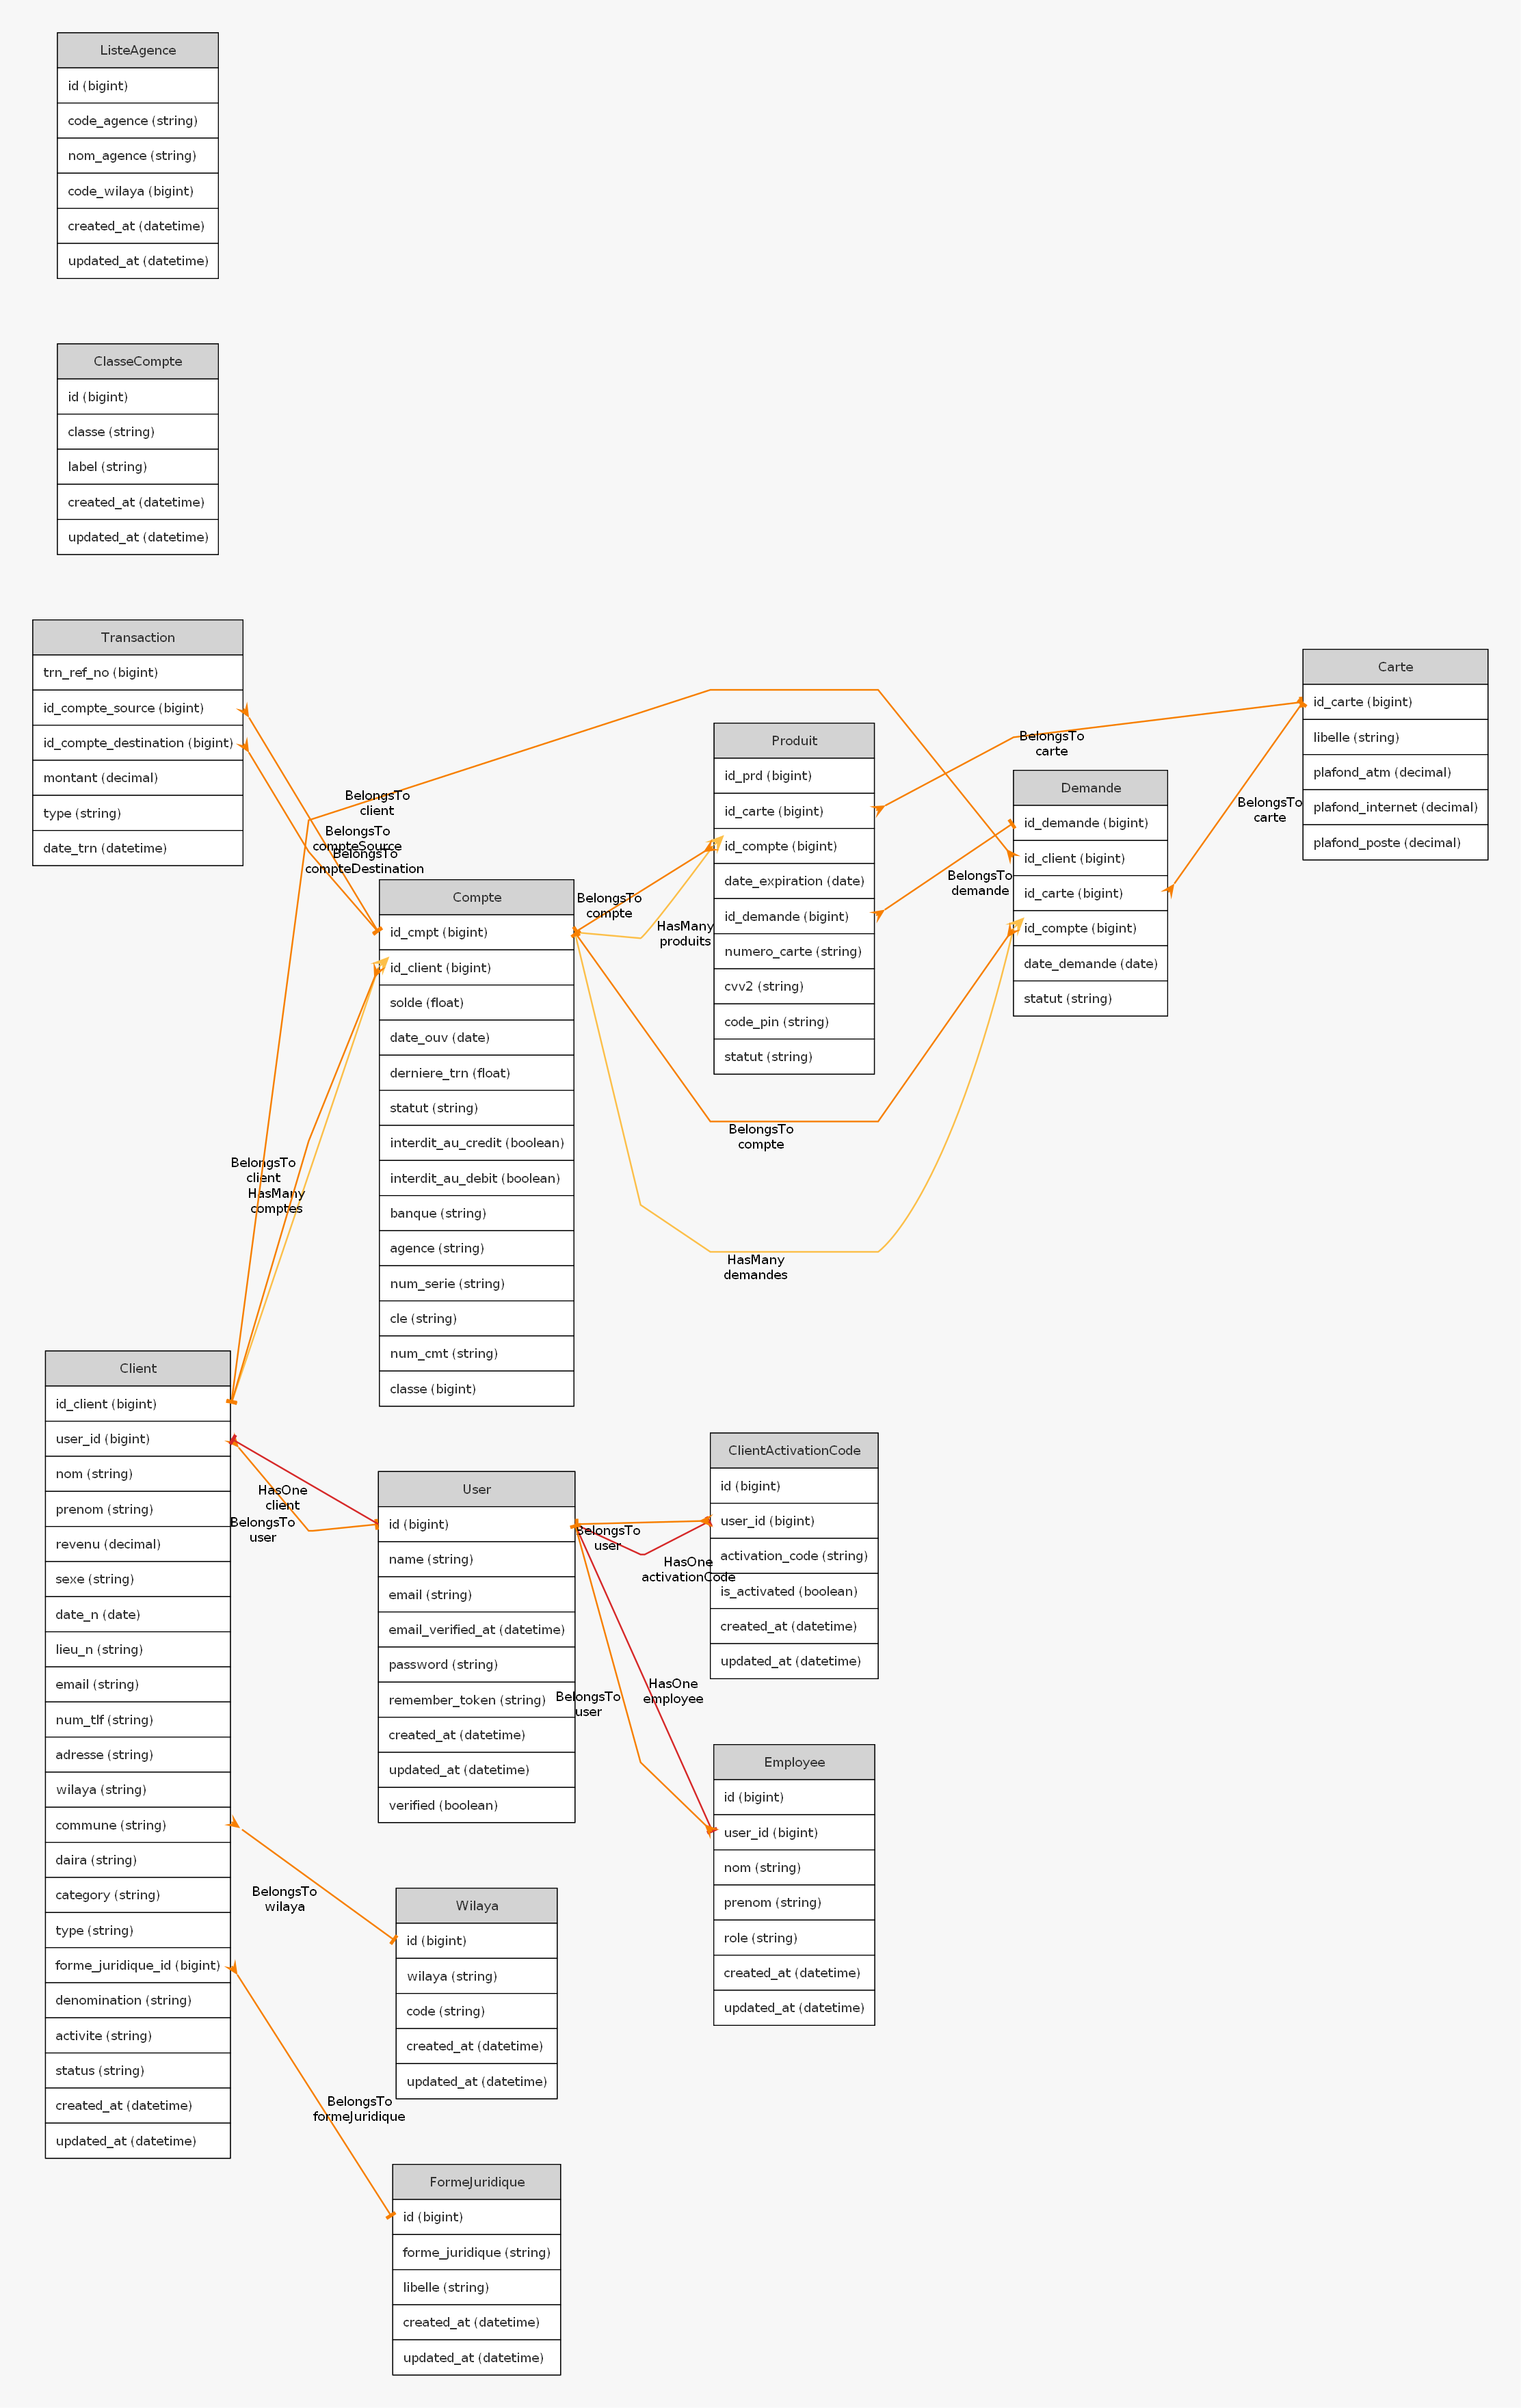 ListeAgence
id (bigint)
code_agence (string)
nom_agence (string)
code_wilaya (bigint)
created_at (datetime)
updated_at (datetime)
ClasseCompte
id (bigint)
classe (string)
label (string)
created_at (datetime)
updated_at (datetime)
Transaction
trn_ref_no (bigint)
id_compte_source (bigint)
id_compte_destination (bigint)
montant (decimal)
type (string)
date_trn (datetime)
BelongsTo
client
BelongsTo
compteSource
BelongsTo
compteDestination
Compte
id_cmpt (bigint)
id_client (bigint)
solde (float)
date_ouv (date)
derniere_trn (float)
statut (string)
interdit_au_credit (boolean)
interdit_au_debit (boolean)
banque (string)
agence (string)
num_serie (string)
cle (string)
num_cmt (string)
classe (bigint)
BelongsTo
compte
HasMany
produits
Produit
id_prd (bigint)
id_carte (bigint)
id_compte (bigint)
date_expiration (date)
id_demande (bigint)
numero_carte (string)
cvv2 (string)
code_pin (string)
statut (string)
BelongsTo
compte
HasMany
demandes
BelongsTo
demande
BelongsTo
carte
Demande
id_demande (bigint)
id_client (bigint)
id_carte (bigint)
id_compte (bigint)
date_demande (date)
statut (string)
BelongsTo
carte
Carte
id_carte (bigint)
libelle (string)
plafond_atm (decimal)
plafond_internet (decimal)
plafond_poste (decimal)
BelongsTo
client
HasMany
comptes
Client
id_client (bigint)
user_id (bigint)
nom (string)
prenom (string)
revenu (decimal)
sexe (string)
date_n (date)
lieu_n (string)
email (string)
num_tlf (string)
adresse (string)
wilaya (string)
commune (string)
daira (string)
category (string)
type (string)
forme_juridique_id (bigint)
denomination (string)
activite (string)
status (string)
created_at (datetime)
updated_at (datetime)
HasOne
client
BelongsTo
user
User
id (bigint)
name (string)
email (string)
email_verified_at (datetime)
password (string)
remember_token (string)
created_at (datetime)
updated_at (datetime)
verified (boolean)
BelongsTo
user
HasOne
activationCode
ClientActivationCode
id (bigint)
user_id (bigint)
activation_code (string)
is_activated (boolean)
created_at (datetime)
updated_at (datetime)
HasOne
employee
BelongsTo
user
Employee
id (bigint)
user_id (bigint)
nom (string)
prenom (string)
role (string)
created_at (datetime)
updated_at (datetime)
BelongsTo
wilaya
Wilaya
id (bigint)
wilaya (string)
code (string)
created_at (datetime)
updated_at (datetime)
BelongsTo
formeJuridique
FormeJuridique
id (bigint)
forme_juridique (string)
libelle (string)
created_at (datetime)
updated_at (datetime)